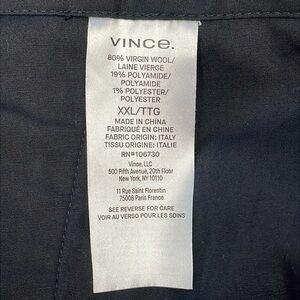 VINCE.
80% VIRGIN WOOL/
LAINE VIERGE
19% POLYAMIDE/
POLYAMIDE
1% POLYESTER/
POLYESTER
XXL/TTG
MADE IN CHINA
FABRIQUÉ EN CHINE
FABRIC ORIGIN: ITALY
TISSU ORIGINE: ITALIE
RN#106730
Vince, LLC
500 Fifth Avenue, 20th Floor
New York, NY 10110
11 Rue Saint Florentin
75008 Paris France
SEE REVERSE FOR CARE
VOIR AU VERSO POUR LES SOINS